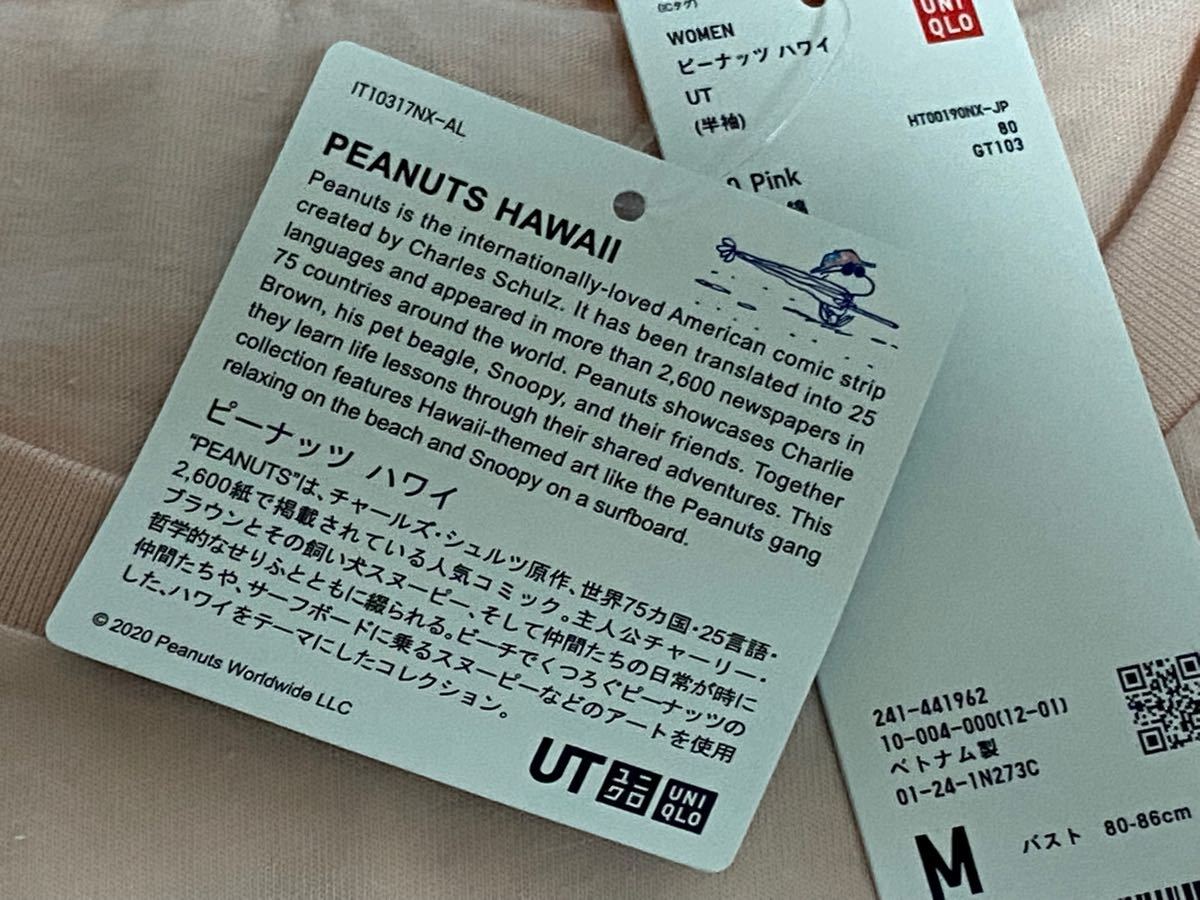 IT10317NX-AL
PEANUTS HAWAII
Peanuts is the internationally-loved American comic strip
created by Charles Schulz. It has been translated into 25
languages and appeared in more than 2,600 newspapers in
75 countries around the world. Peanuts showcases Charlie
Brown, his pet beagle, Snoopy, and their friends. Together
they learn life lessons through their shared adventures. This
collection features Hawaii-themed art like the Peanuts gang
relaxing on the beach and Snoopy on a surfboard.
ピーナッツ ハワイ
"PEANUTS"は、チャールズ・シュルツ原作、世界75カ国・25言語・
2,600紙で掲載されている人気コミック。主人公チャーリー・
ブラウンとその飼い犬スヌーピー、そして仲間たちの日常が時に
哲学的なせりふとともに綴られる。ビーチでくつろぐピーナッツの
仲間たちや、サーフボードに乗るスヌーピーなどのアートを使用
した、ハワイをテーマにしたコレクション。
© 2020 Peanuts Worldwide LLC
UT ユニクロ UNIQLO
(ICタグ)
WOMEN
ピーナッツ ハワイ
UT
(半袖)
UNIQLO
HT00190NX-JP
80
GT103
Pink
241-441962
10-004-000(12-01)
ベトナム製
01-24-1N273C
M バスト 80-86cm